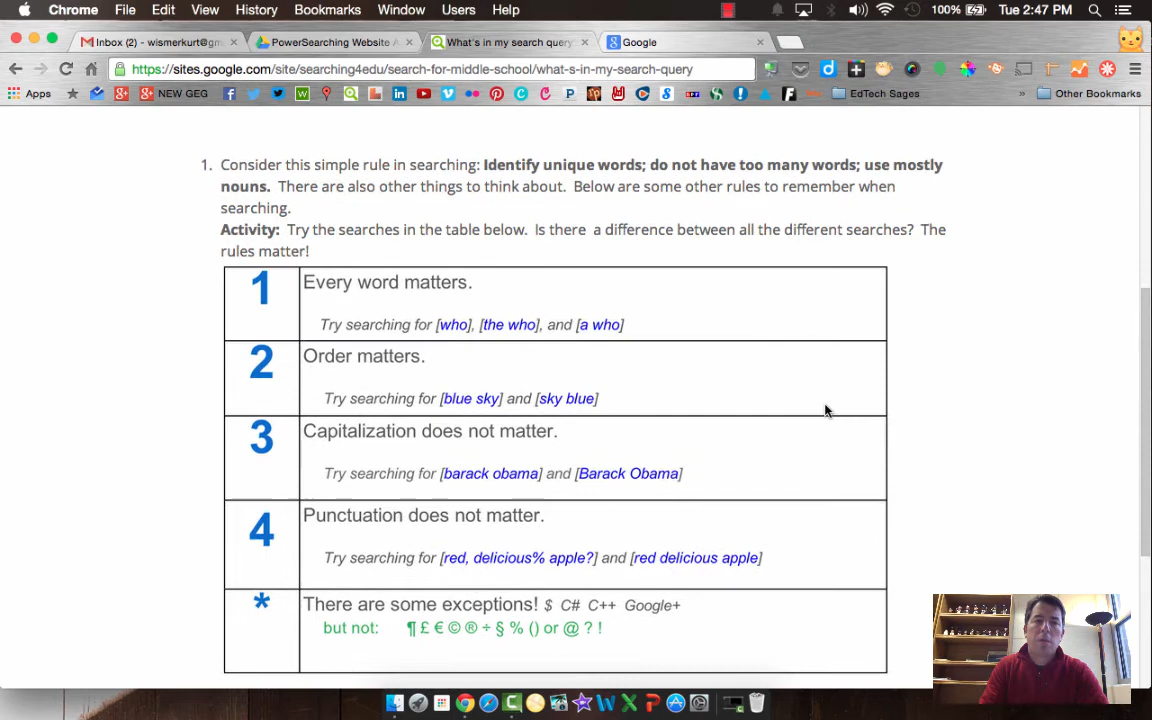 Chrome File Edit View History Bookmarks Window Users Help 100% Tue 2:47 PM
Inbox (2) - wismerkurt@gm PowerSearching Website A What's in my search query Google
https://sites.google.com/site/searching4edu/search-for-middle-school/what-s-in-my-search-query
Apps NEW GEG EdTech Sages » Other Bookmarks
1. Consider this simple rule in searching: Identify unique words; do not have too many words; use mostly
nouns. There are also other things to think about. Below are some other rules to remember when
searching.
Activity: Try the searches in the table below. Is there a difference between all the different searches? The
rules matter!
1 Every word matters.
Try searching for [who], [the who], and [a who]
2 Order matters.
Try searching for [blue sky] and [sky blue]
3 Capitalization does not matter.
Try searching for [barack obama] and [Barack Obama]
4 Punctuation does not matter.
Try searching for [red, delicious% apple?] and [red delicious apple]
* There are some exceptions! $ C# C++ Google+
but not: ¶ £ € © ® ÷ § % () or @ ? !